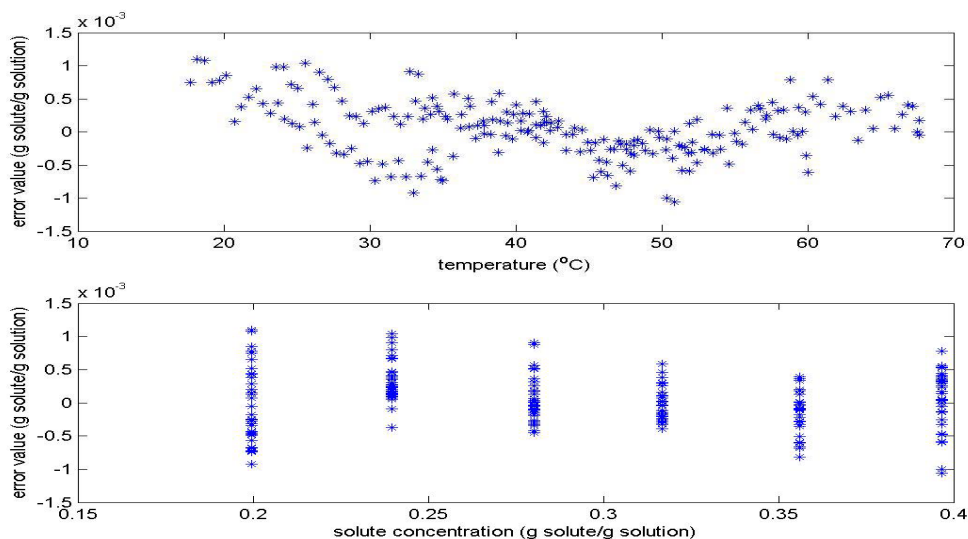 x 10⁻³
1.5
1
0.5
0
-0.5
-1
-1.5
error value (g solute/g solution)
10 20 30 40 50 60 70
temperature (°C)
x 10⁻³
1.5
1
0.5
0
-0.5
-1
-1.5
error value (g solute/g solution)
0.15 0.2 0.25 0.3 0.35 0.4
solute concentration (g solute/g solution)